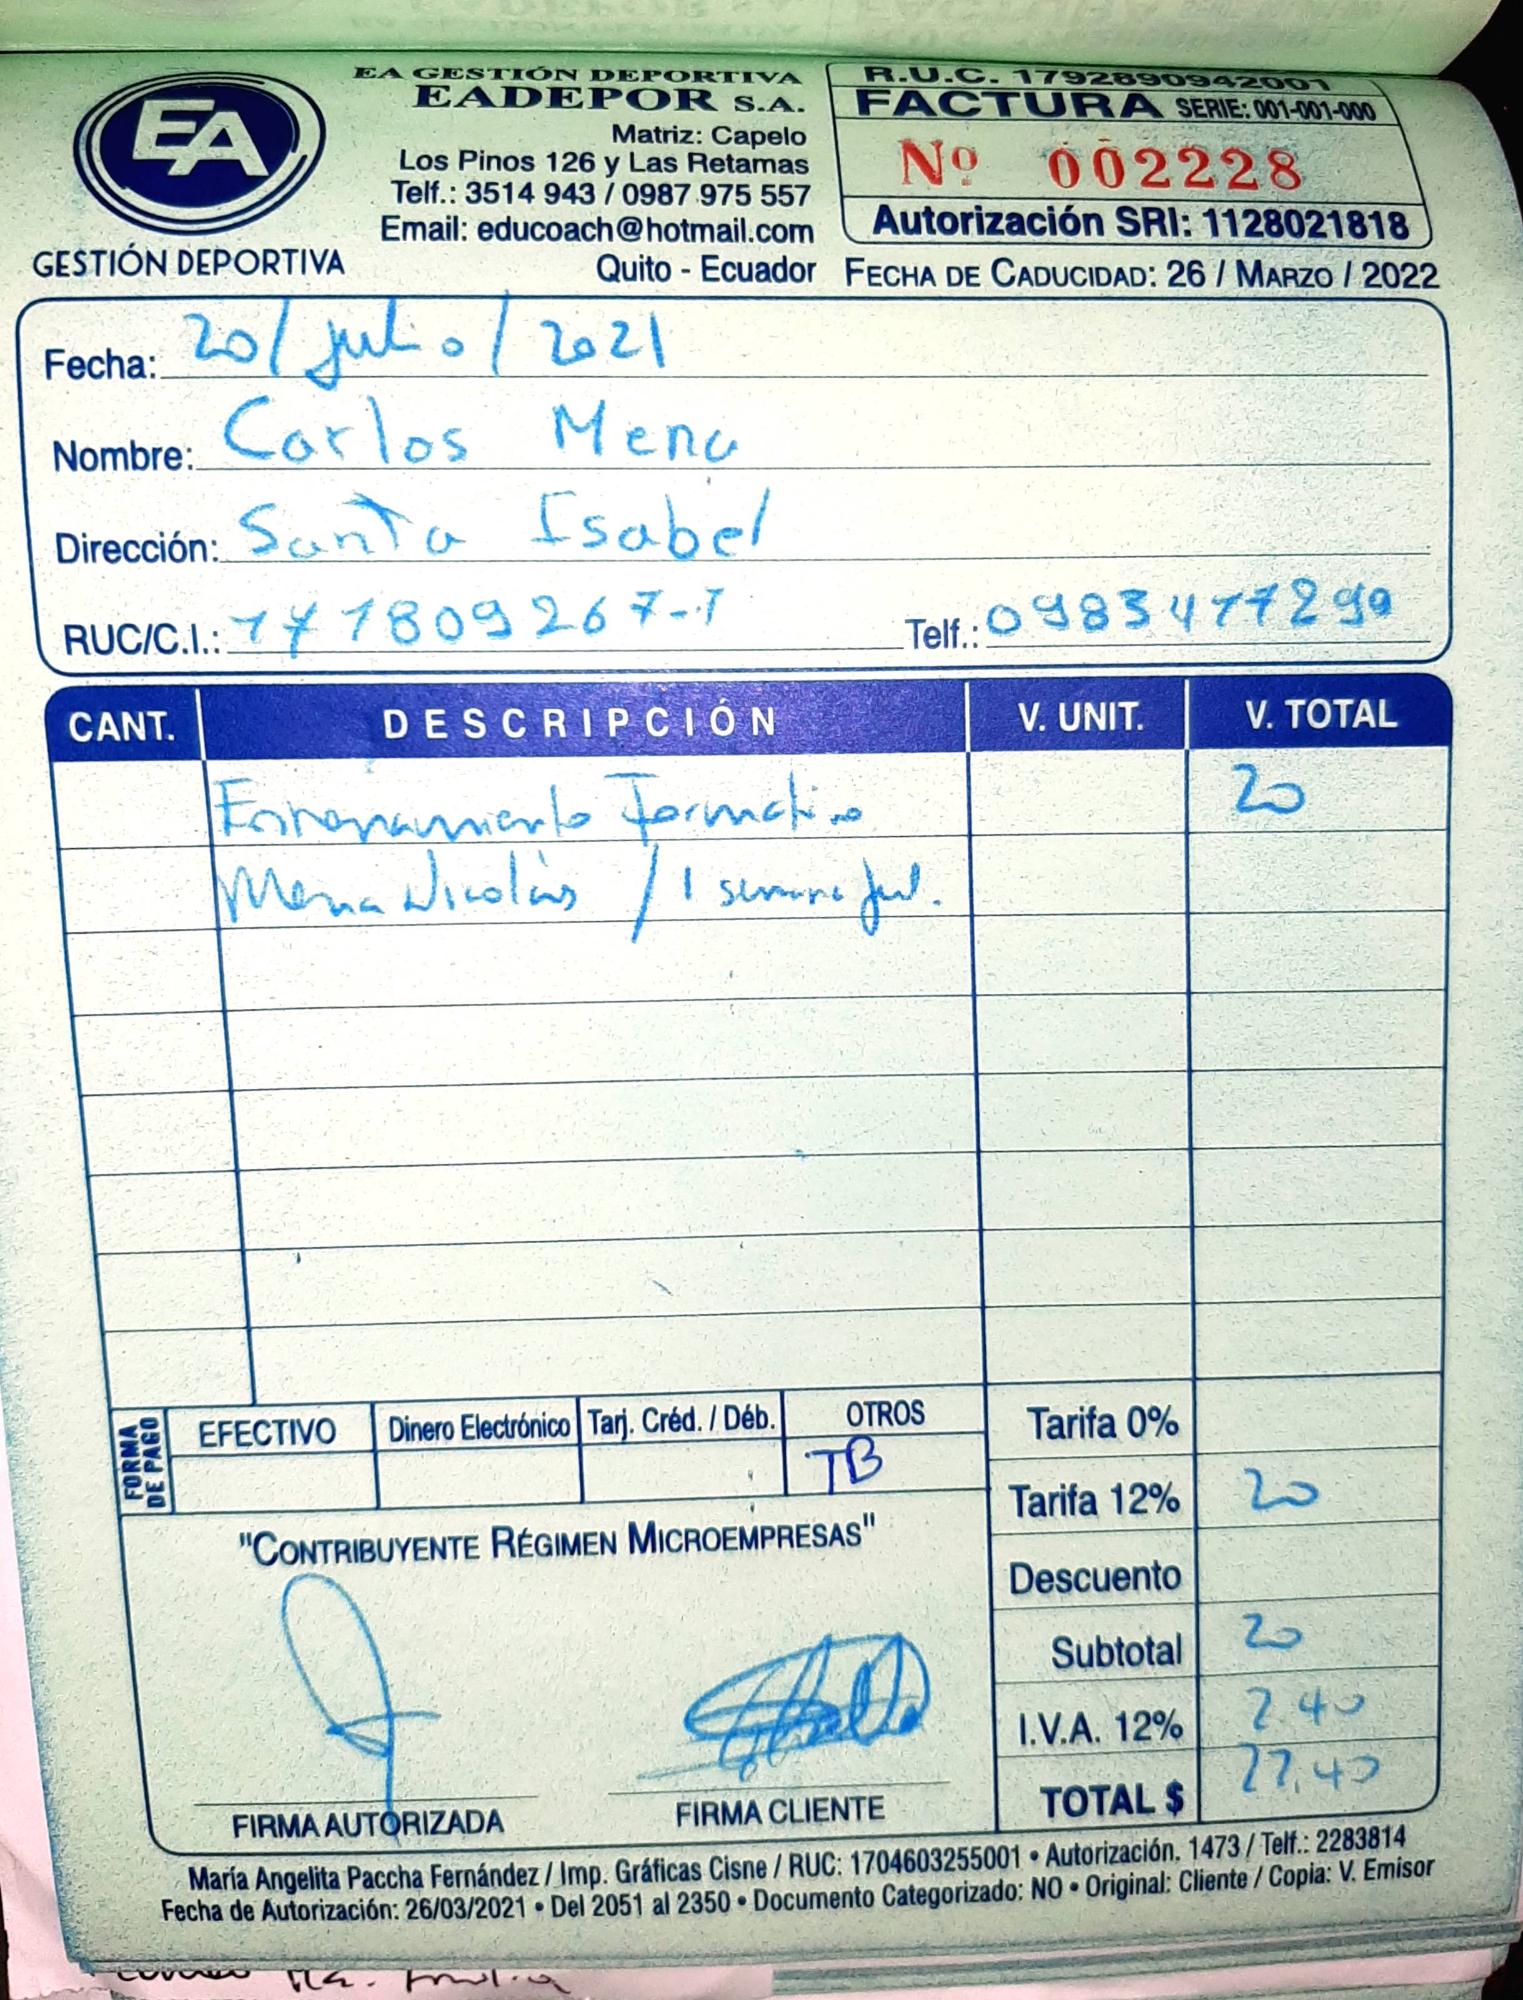 EA
GESTIÓN DEPORTIVA
EA GESTIÓN DEPORTIVA
EADEPOR S.A.
Matriz: Capelo
Los Pinos 126 y Las Retamas
Telf.: 3514 943 / 0987 975 557
Email: educoach@hotmail.com
Quito - Ecuador
R.U.C. 1792890942001
FACTURA SERIE: 001-001-000
Nº 002228
Autorización SRI: 1128021818
FECHA DE CADUCIDAD: 26 / MARZO / 2022
Fecha: 20/julio/2021
Nombre: Carlos Mena
Dirección: Santa Isabel
RUC/C.I.: 171809267-1 Telf.: 0983477290
CANT. DESCRIPCIÓN V. UNIT. V. TOTAL
Entrenamiento Formativo 20
Mena Nicolás / 1 semana jul.
FORMA DE PAGO
EFECTIVO Dinero Electrónico Tarj. Créd. / Déb. OTROS
TB
Tarifa 0%
Tarifa 12% 20
Descuento
Subtotal 20
I.V.A. 12% 2.40
TOTAL $ 22,40
"CONTRIBUYENTE RÉGIMEN MICROEMPRESAS"
FIRMA AUTORIZADA FIRMA CLIENTE
María Angelita Paccha Fernández / Imp. Gráficas Cisne / RUC: 1704603255001 • Autorización. 1473 / Telf.: 2283814
Fecha de Autorización: 26/03/2021 • Del 2051 al 2350 • Documento Categorizado: NO • Original: Cliente / Copia: V. Emisor